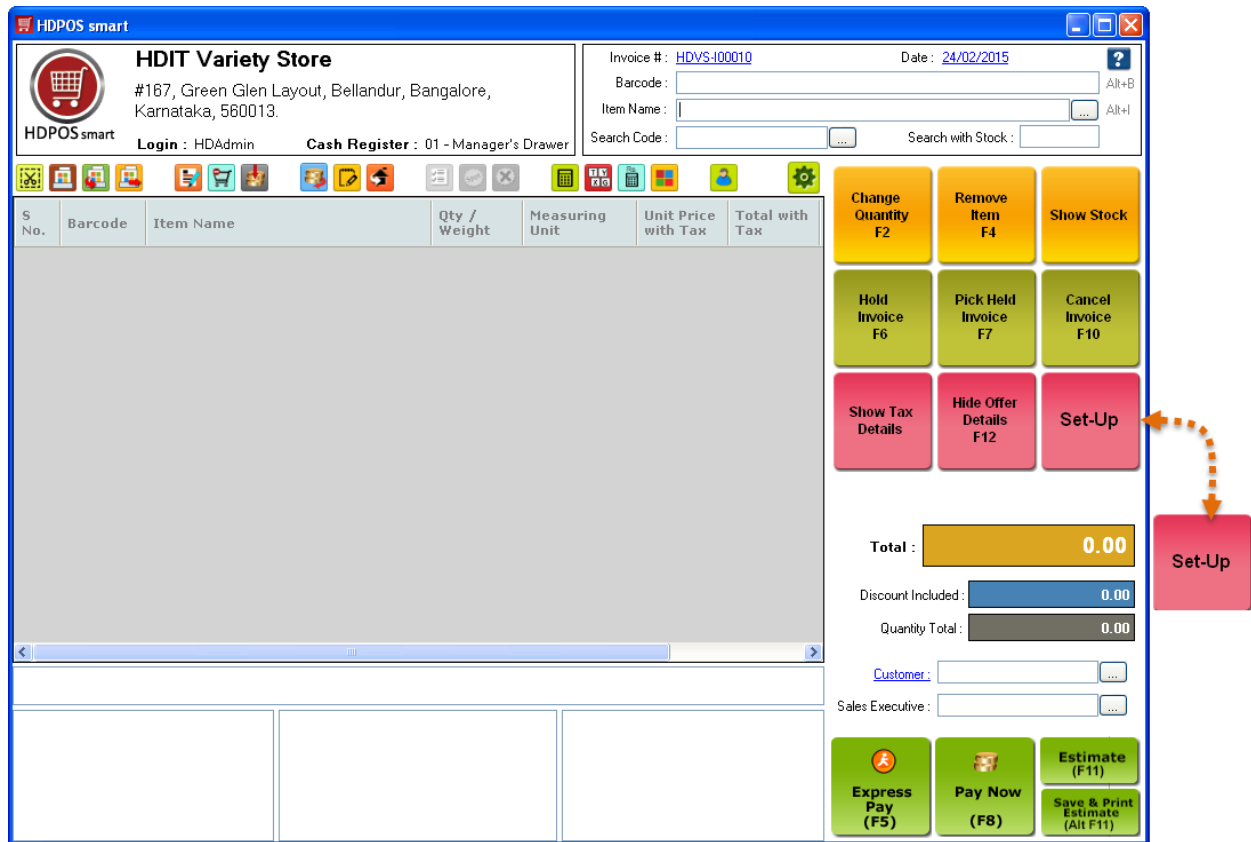 HDPOS smart
HDIT Variety Store
#167, Green Glen Layout, Bellandur, Bangalore,
Karnataka, 560013.
HDPOS smart
Login : HDAdmin Cash Register : 01 - Manager's Drawer
Invoice # : HDVS-I00010 Date : 24/02/2015 ?
Barcode : Alt+B
Item Name : ... Alt+I
Search Code : ... Search with Stock :
S
No.
Barcode
Item Name
Qty /
Weight
Measuring
Unit
Unit Price
with Tax
Total with
Tax
Change
Quantity
F2
Remove
Item
F4
Show Stock
Hold
Invoice
F6
Pick Held
Invoice
F7
Cancel
Invoice
F10
Show Tax
Details
Hide Offer
Details
F12
Set-Up
Set-Up
Total : 0.00
Discount Included : 0.00
Quantity Total : 0.00
Customer : ...
Sales Executive : ...
Express
Pay
(F5)
Pay Now
(F8)
Estimate
(F11)
Save & Print
Estimate
(Alt F11)